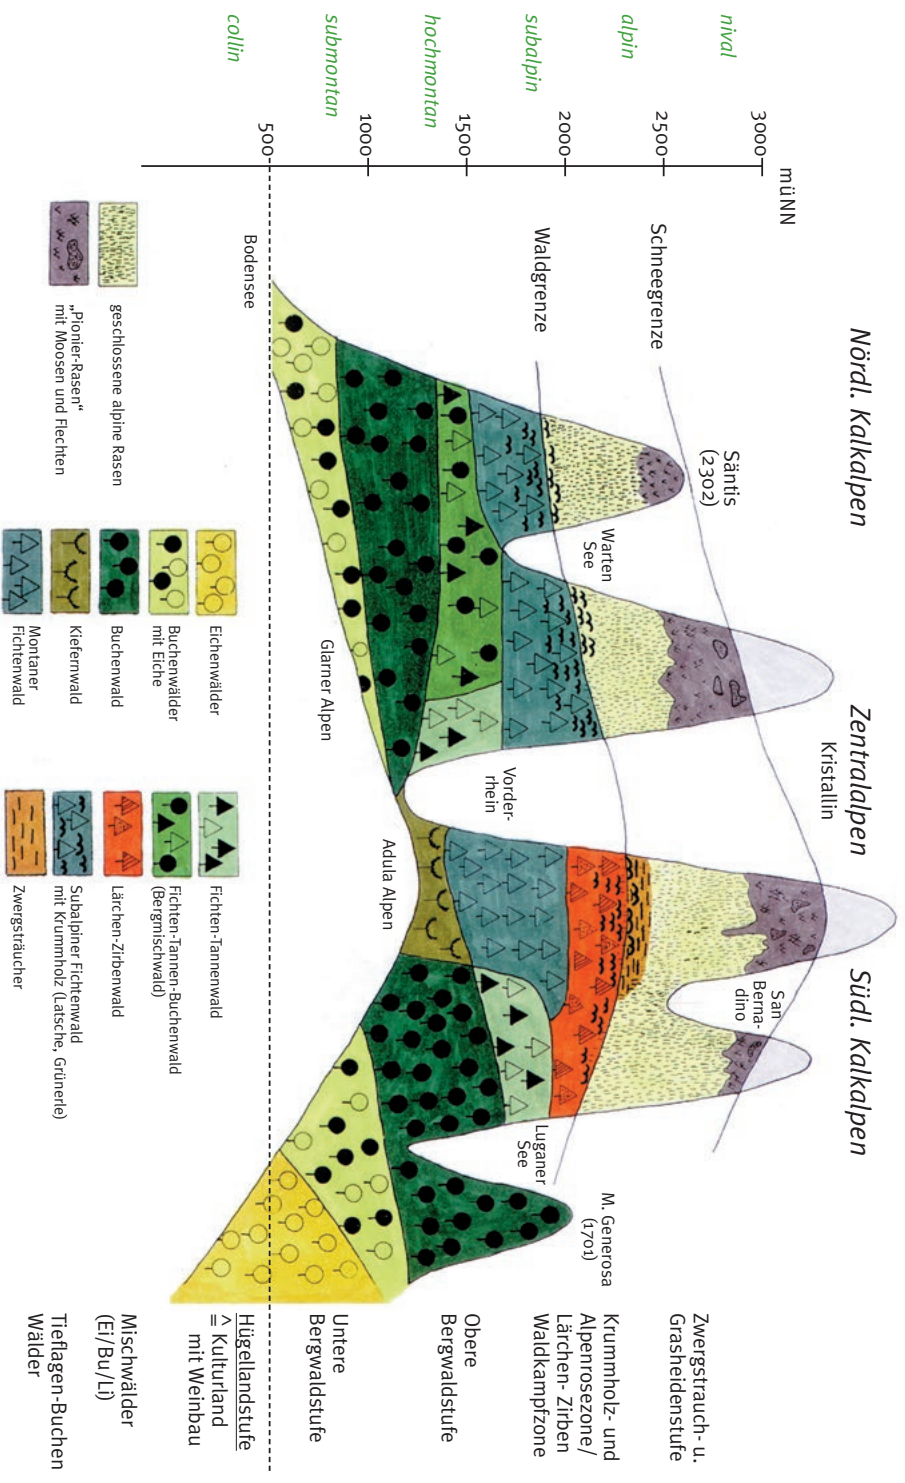 Nördl. Kalkalpen
Zentralalpen
Südl. Kalkalpen
müNN
3000
2500
2000
1500
1000
500
nival
alpin
subalpin
hochmontan
submontan
collin
Schneegrenze
Waldgrenze
Säntis
(2302)
Kristallin
Warten
See
Vorder-
rhein
San
Berna-
dino
Luganer
See
M. Generosa
(1701)
Bodensee
Glarner Alpen
Adula Alpen
Zwergstrauch- u.
Grasheidenstufe
Krummholz- und
Alpenrosezone/
Lärchen- Zirben
Waldkampfzone
Obere
Bergwaldstufe
Untere
Bergwaldstufe
Hügellandstufe
^ Kulturland
= mit Weinbau
Mischwälder
(Ei/Bu/Li)
Tieflagen-Buchen
Wälder
geschlossene alpine Rasen
„Pionier-Rasen“
mit Moosen und Flechten
Eichenwälder
Buchenwälder
mit Eiche
Buchenwald
Kiefernwald
Montaner
Fichtenwald
Fichten-Tannenwald
Fichten-Tannen-Buchenwald
(Bergmischwald)
Lärchen-Zirbenwald
Subalpiner Fichtenwald
mit Krummholz (Latsche, Grünerle)
Zwergsträucher